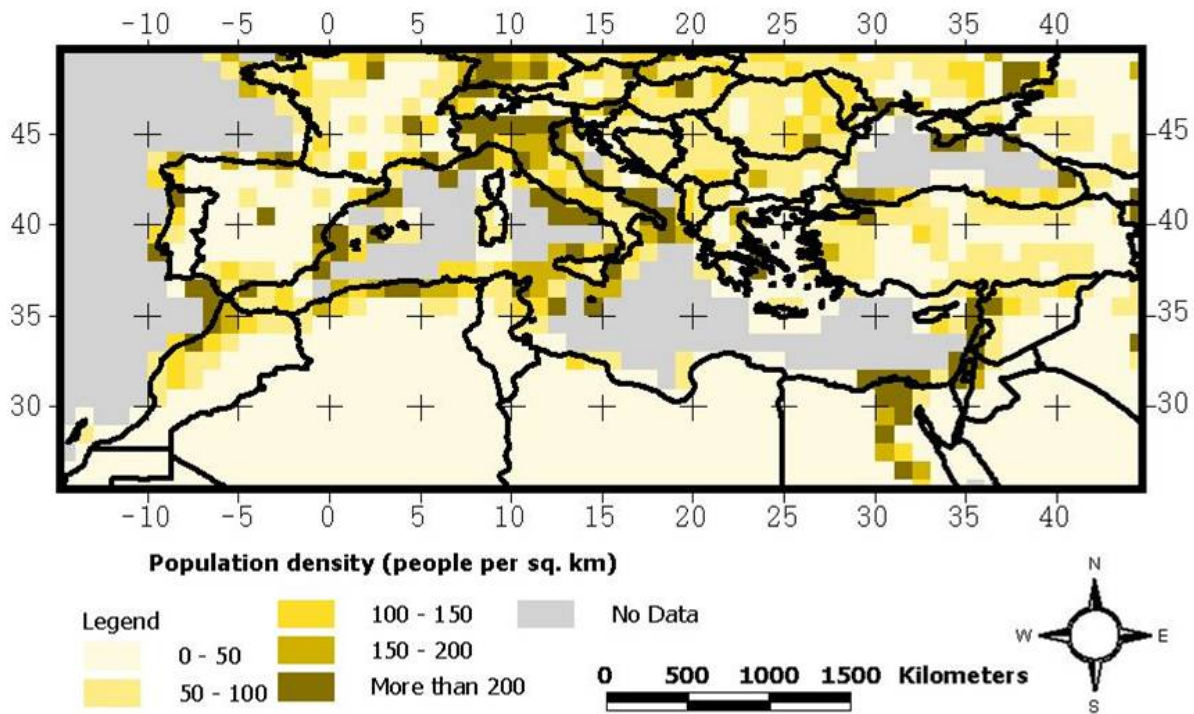 -10 -5 0 5 10 15 20 25 30 35 40
45 45
40 40
35 35
30 30
-10 -5 0 5 10 15 20 25 30 35 40
Population density (people per sq. km)
Legend
0 - 50
50 - 100
100 - 150
150 - 200
More than 200
No Data
0 500 1000 1500 Kilometers
N
W E
S